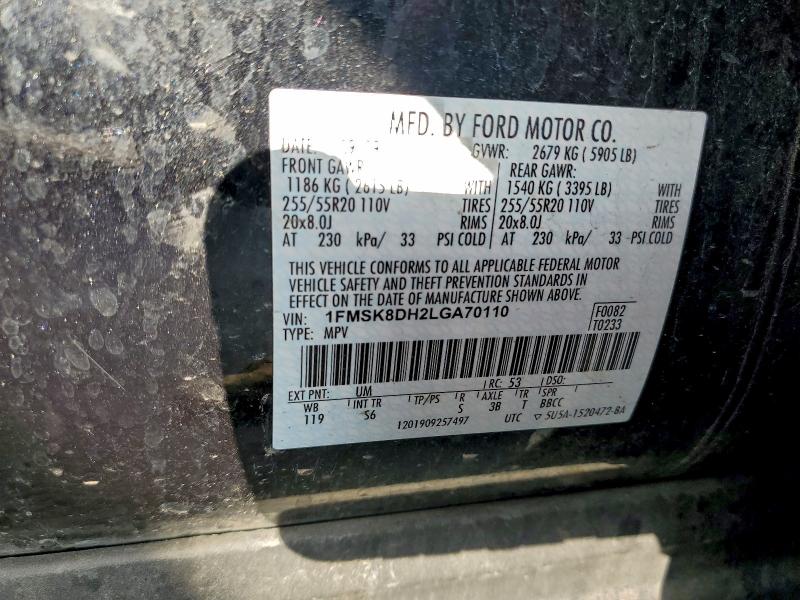 MFD. BY FORD MOTOR CO.
DATE: GVWR: 2679 KG ( 5905 LB)
FRONT GAWR: REAR GAWR:
1186 KG ( 2615 LB) WITH 1540 KG ( 3395 LB) WITH
255/55R20 110V TIRES 255/55R20 110V TIRES
20x8.0J RIMS 20x8.0J RIMS
AT 230 kPa/ 33 PSI COLD AT 230 kPa/ 33 PSI COLD
THIS VEHICLE CONFORMS TO ALL APPLICABLE FEDERAL MOTOR
VEHICLE SAFETY AND THEFT PREVENTION STANDARDS IN
EFFECT ON THE DATE OF MANUFACTURE SHOWN ABOVE.
VIN: 1FMSK8DH2LGA70110 F0082
TYPE: MPV T0233
EXT PNT: UM RC: 53 DSO:
WB INT TR TP/PS R AXLE TR SPR
119 S6 S 3B T BBCC
1201909257497 UTC ▽ 5U5A-1520472-BA